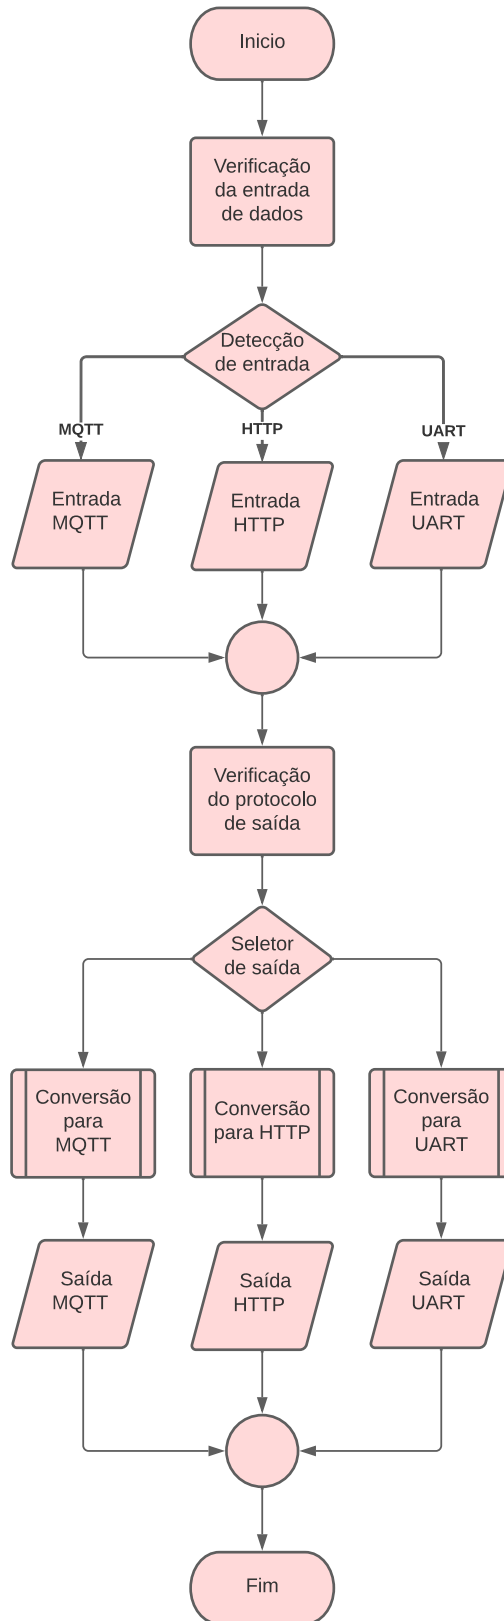 Inicio
Verificação
da entrada
de dados
Detecção
de entrada
MQTT
HTTP
UART
Entrada
MQTT
Entrada
HTTP
Entrada
UART
Verificação
do protocolo
de saída
Seletor
de saída
Conversão
para
MQTT
Conversão
para HTTP
Conversão
para
UART
Saída
MQTT
Saída
HTTP
Saída
UART
Fim